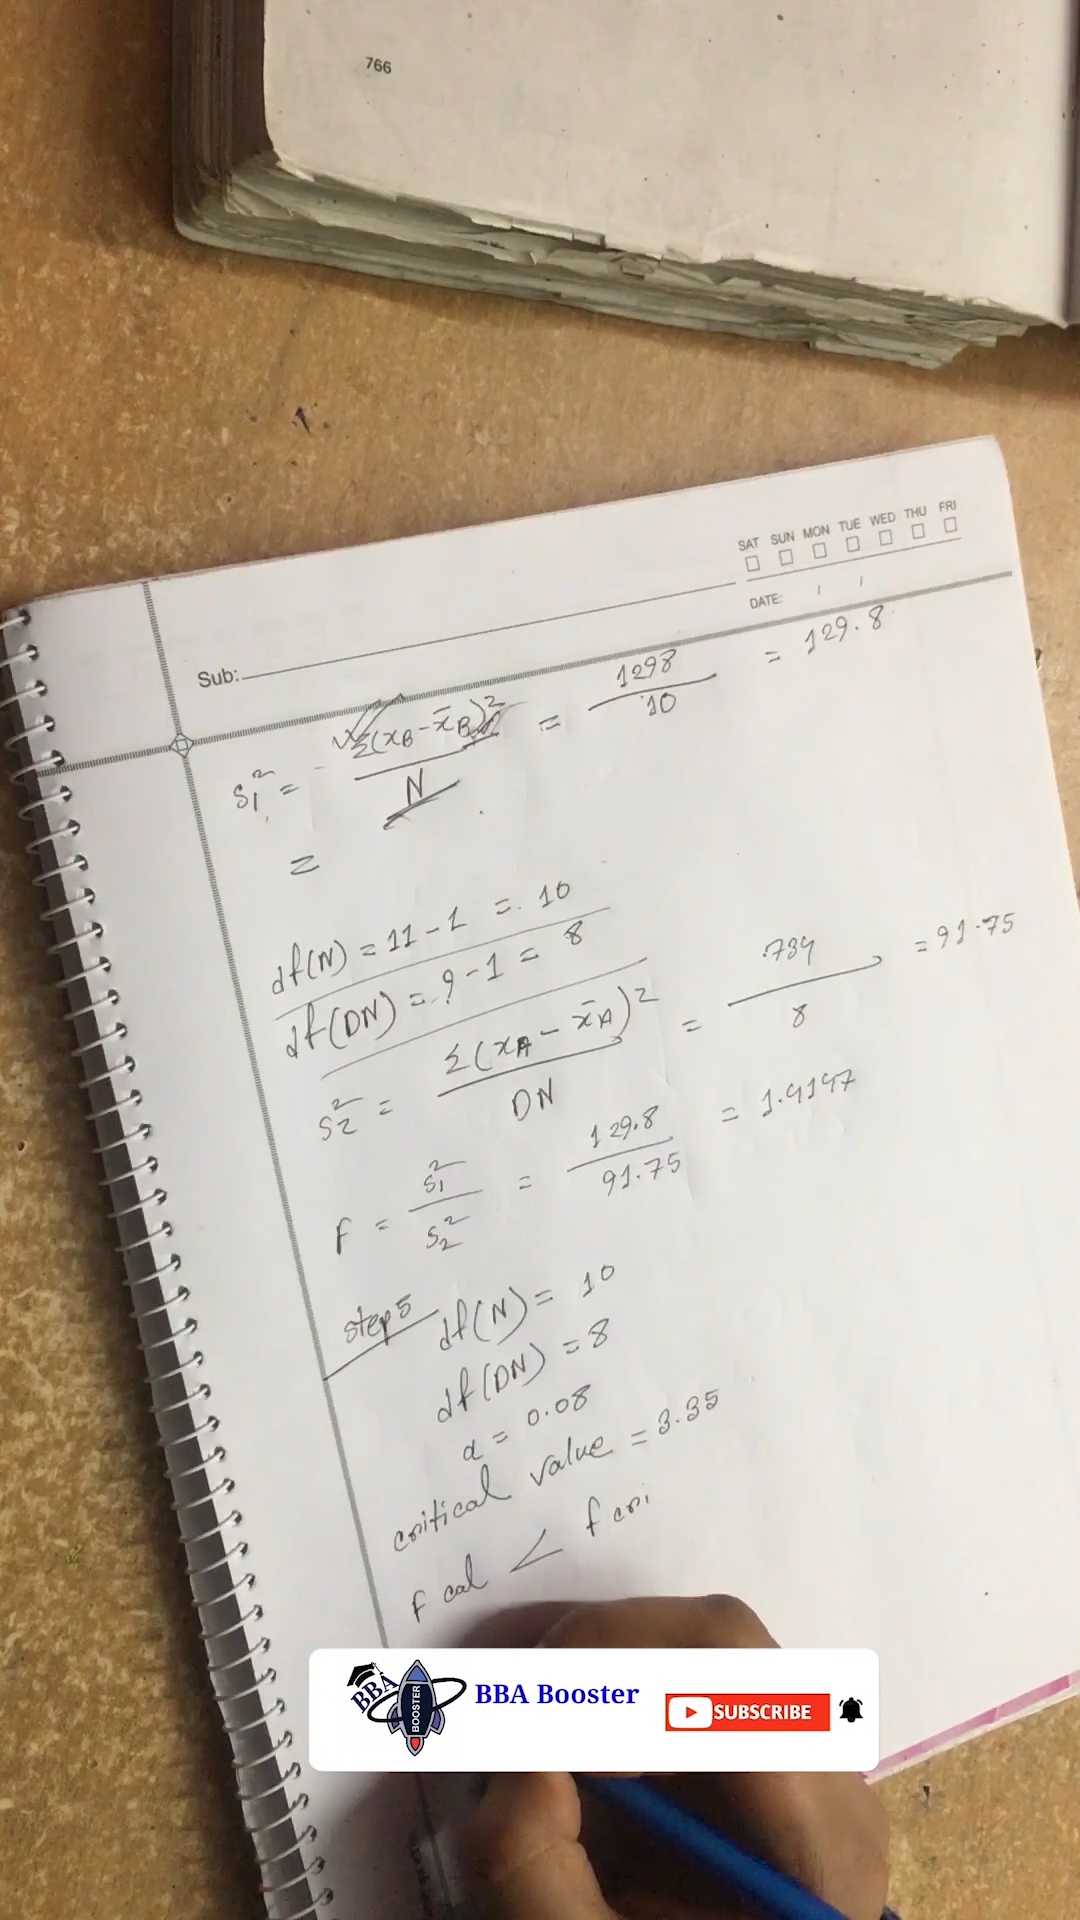 766
SAT SUN MON TUE WED THU FRI
DATE: / /
Sub:
S₁² = Σ(xB - x̄B)² / N = 1298 / 10 = 129.8
=
df(N) = 11 - 1 = 10
df(DN) = 9 - 1 = 8
S₂² = Σ(xA - x̄A)² / DN = 734 / 8 = 91.75
F = S₁² / S₂² = 129.8 / 91.75 = 1.4147
step 5 df(N) = 10
df(DN) = 8
α = 0.08
critical value = 3.35
F cal < f cri
BBA BOOSTER
BBA Booster
SUBSCRIBE